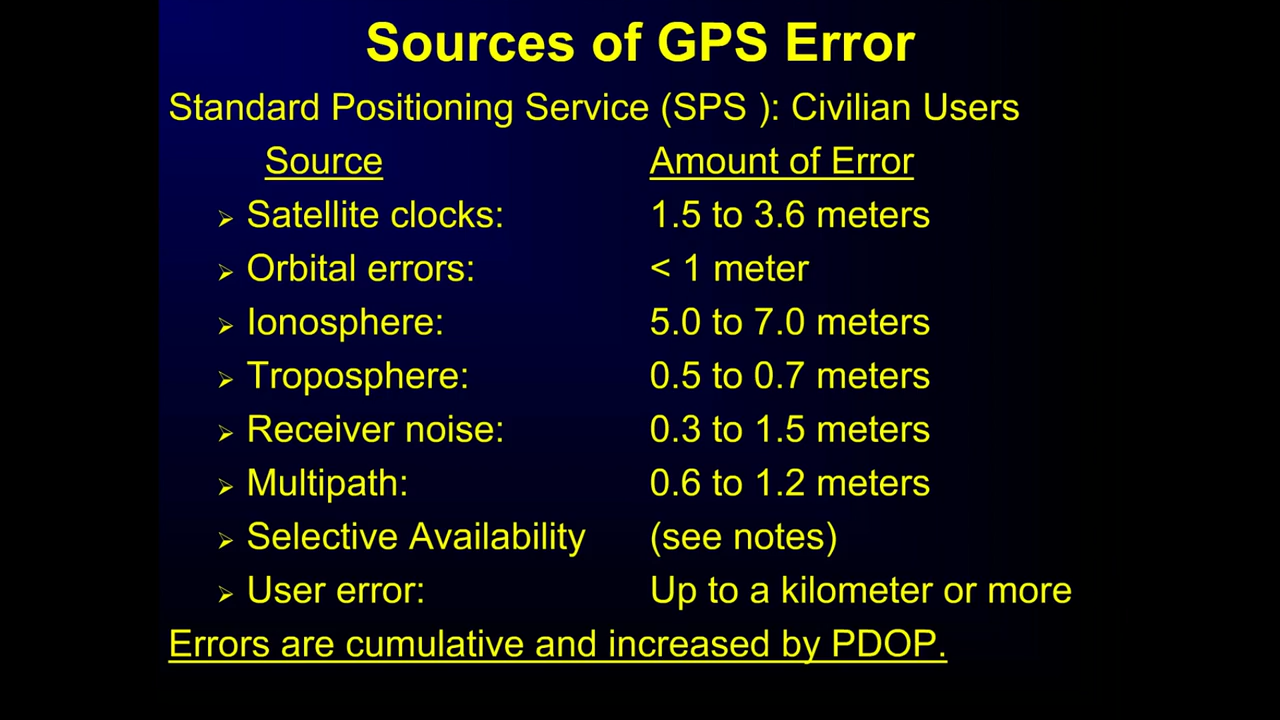 Sources of GPS Error
Standard Positioning Service (SPS ): Civilian Users
Source Amount of Error
Satellite clocks: 1.5 to 3.6 meters
Orbital errors: < 1 meter
Ionosphere: 5.0 to 7.0 meters
Troposphere: 0.5 to 0.7 meters
Receiver noise: 0.3 to 1.5 meters
Multipath: 0.6 to 1.2 meters
Selective Availability (see notes)
User error: Up to a kilometer or more
Errors are cumulative and increased by PDOP.